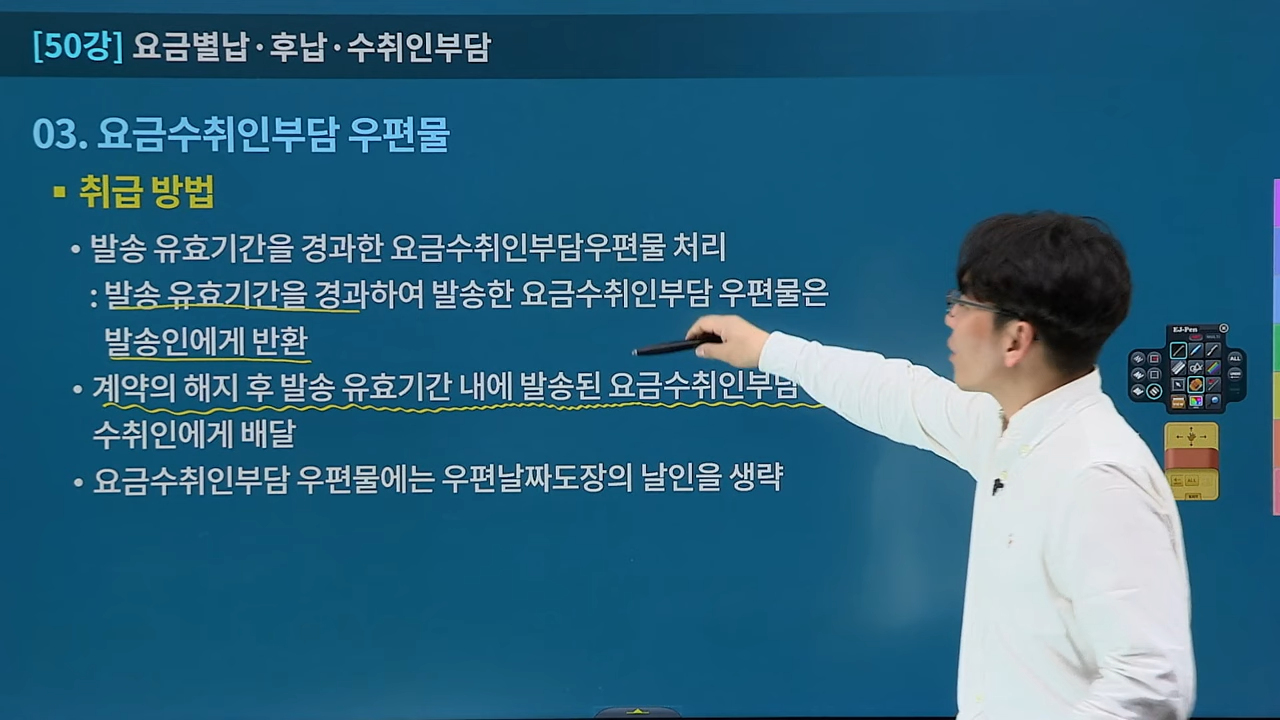 [50강] 요금별납·후납·수취인부담
03. 요금수취인부담 우편물
▪ 취급 방법
• 발송 유효기간을 경과한 요금수취인부담우편물 처리
: 발송 유효기간을 경과하여 발송한 요금수취인부담 우편물은
발송인에게 반환
• 계약의 해지 후 발송 유효기간 내에 발송된 요금수취인부담
수취인에게 배달
• 요금수취인부담 우편물에는 우편날짜도장의 날인을 생략
EJ-Pen
ALL